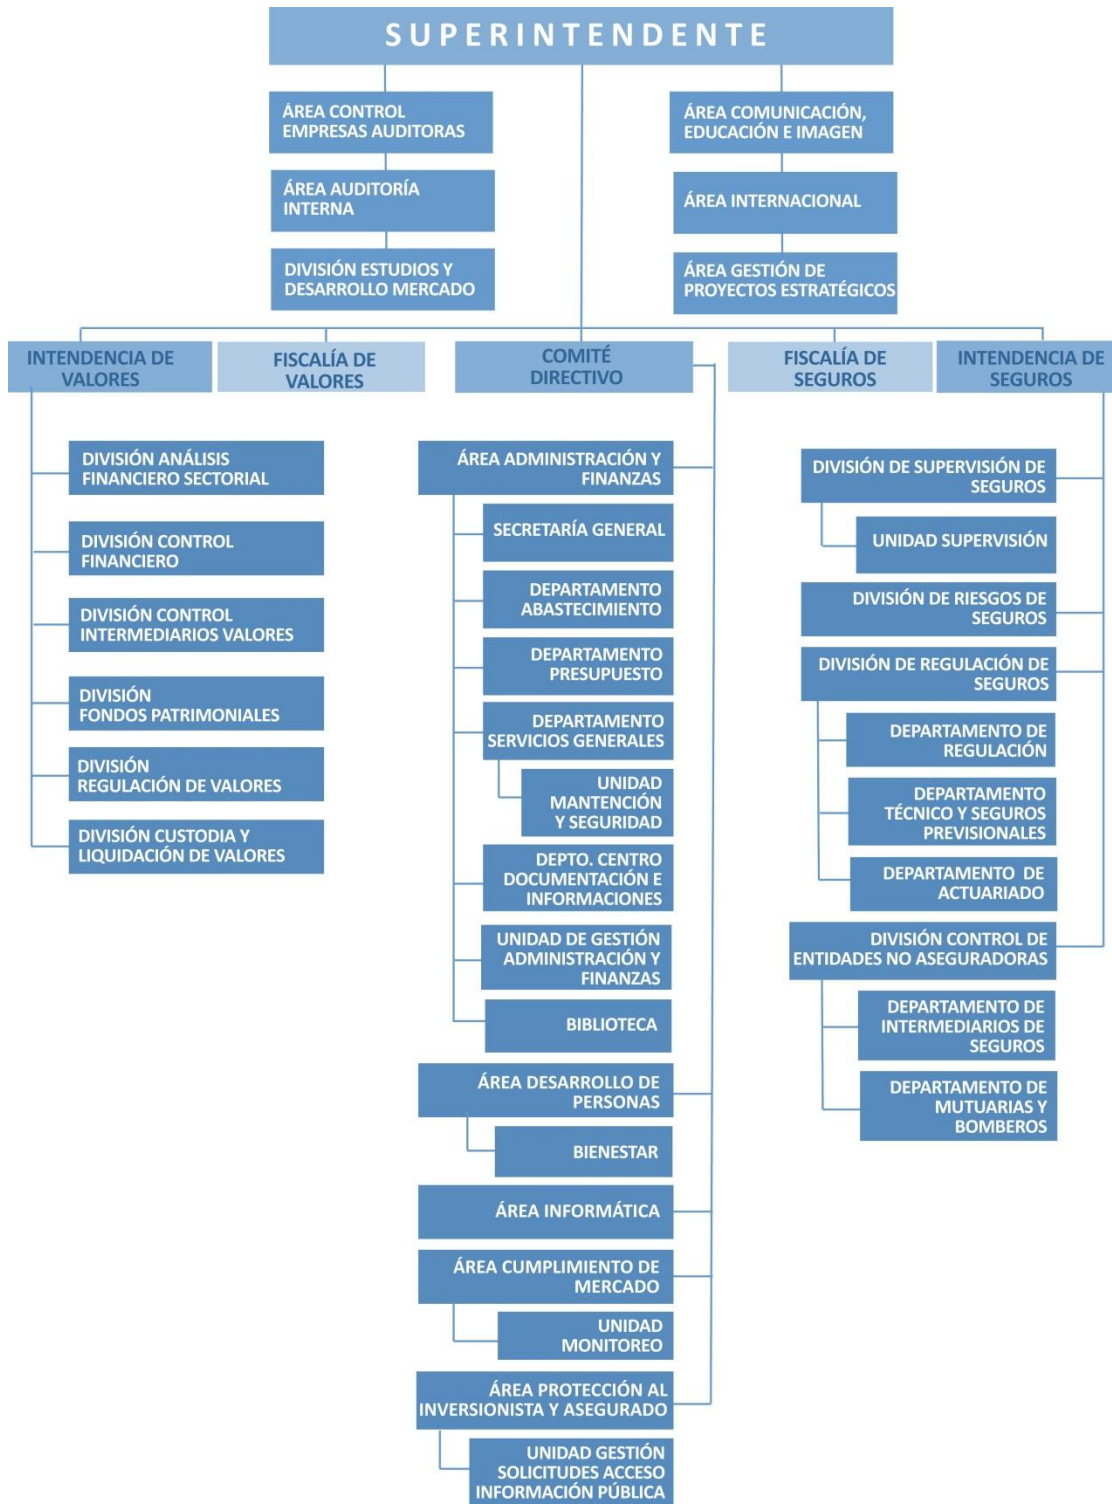 SUPERINTENDENTE
ÁREA CONTROL
EMPRESAS AUDITORAS
ÁREA AUDITORÍA
INTERNA
DIVISIÓN ESTUDIOS Y
DESARROLLO MERCADO
ÁREA COMUNICACIÓN,
EDUCACIÓN E IMAGEN
ÁREA INTERNACIONAL
ÁREA GESTIÓN DE
PROYECTOS ESTRATÉGICOS
INTENDENCIA DE
VALORES
FISCALÍA DE
VALORES
COMITÉ
DIRECTIVO
FISCALÍA DE
SEGUROS
INTENDENCIA DE
SEGUROS
DIVISIÓN ANÁLISIS
FINANCIERO SECTORIAL
DIVISIÓN CONTROL
FINANCIERO
DIVISIÓN CONTROL
INTERMEDIARIOS VALORES
DIVISIÓN
FONDOS PATRIMONIALES
DIVISIÓN
REGULACIÓN DE VALORES
DIVISIÓN CUSTODIA Y
LIQUIDACIÓN DE VALORES
ÁREA ADMINISTRACIÓN Y
FINANZAS
SECRETARÍA GENERAL
DEPARTAMENTO
ABASTECIMIENTO
DEPARTAMENTO
PRESUPUESTO
DEPARTAMENTO
SERVICIOS GENERALES
UNIDAD
MANTENCIÓN
Y SEGURIDAD
DEPTO. CENTRO
DOCUMENTACIÓN E
INFORMACIONES
UNIDAD DE GESTIÓN
ADMINISTRACIÓN Y
FINANZAS
BIBLIOTECA
ÁREA DESARROLLO DE
PERSONAS
BIENESTAR
ÁREA INFORMÁTICA
ÁREA CUMPLIMIENTO DE
MERCADO
UNIDAD
MONITOREO
ÁREA PROTECCIÓN AL
INVERSIONISTA Y ASEGURADO
UNIDAD GESTIÓN
SOLICITUDES ACCESO
INFORMACIÓN PÚBLICA
DIVISIÓN DE SUPERVISIÓN DE
SEGUROS
UNIDAD SUPERVISIÓN
DIVISIÓN DE RIESGOS DE
SEGUROS
DIVISIÓN DE REGULACIÓN DE
SEGUROS
DEPARTAMENTO DE
REGULACIÓN
DEPARTAMENTO
TÉCNICO Y SEGUROS
PREVISIONALES
DEPARTAMENTO DE
ACTUARIADO
DIVISIÓN CONTROL DE
ENTIDADES NO ASEGURADORAS
DEPARTAMENTO DE
INTERMEDIARIOS DE
SEGUROS
DEPARTAMENTO DE
MUTUARIAS Y
BOMBEROS